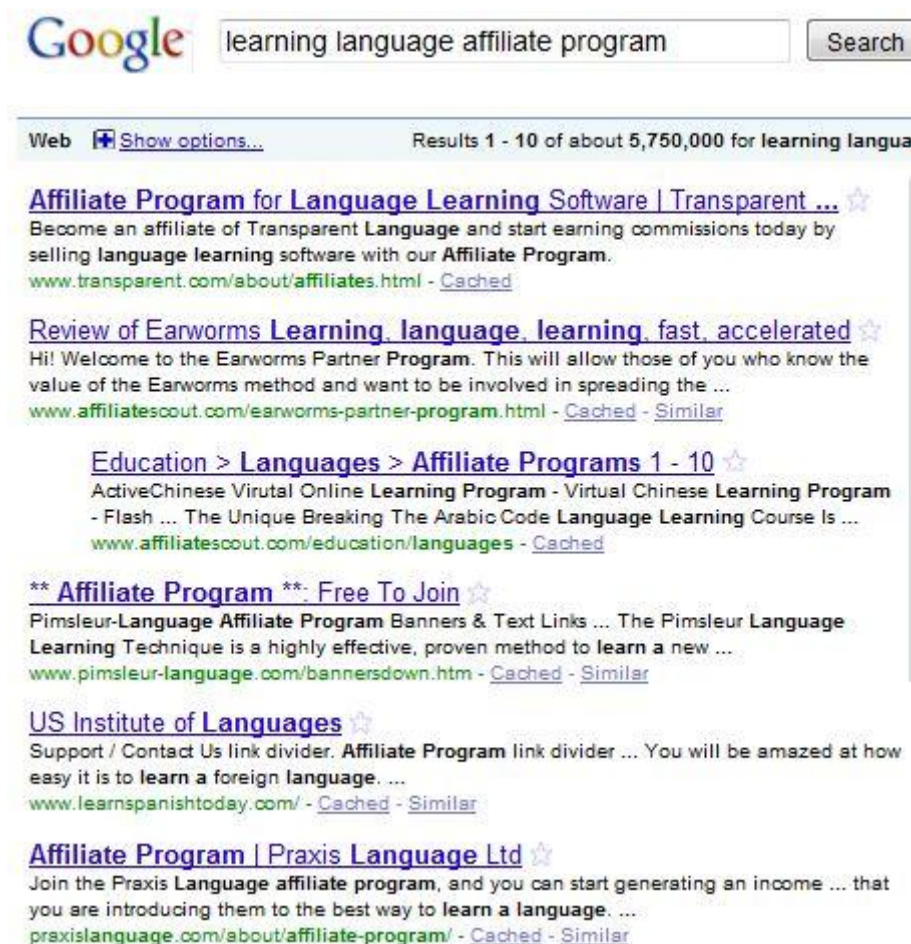 Google learning language affiliate program Search
Web Show options... Results 1 - 10 of about 5,750,000 for learning langua
Affiliate Program for Language Learning Software | Transparent ...
Become an affiliate of Transparent Language and start earning commissions today by
selling language learning software with our Affiliate Program.
www.transparent.com/about/affiliates.html - Cached
Review of Earworms Learning, language, learning, fast, accelerated
Hi! Welcome to the Earworms Partner Program. This will allow those of you who know the
value of the Earworms method and want to be involved in spreading the ...
www.affiliatescout.com/earworms-partner-program.html - Cached - Similar
Education > Languages > Affiliate Programs 1 - 10
ActiveChinese Virutal Online Learning Program - Virtual Chinese Learning Program
- Flash ... The Unique Breaking The Arabic Code Language Learning Course Is ...
www.affiliatescout.com/education/languages - Cached
** Affiliate Program **: Free To Join
Pimsleur-Language Affiliate Program Banners & Text Links ... The Pimsleur Language
Learning Technique is a highly effective, proven method to learn a new ...
www.pimsleur-language.com/bannersdown.htm - Cached - Similar
US Institute of Languages
Support / Contact Us link divider. Affiliate Program link divider ... You will be amazed at how
easy it is to learn a foreign language. ...
www.learnspanishtoday.com/ - Cached - Similar
Affiliate Program | Praxis Language Ltd
Join the Praxis Language affiliate program, and you can start generating an income ... that
you are introducing them to the best way to learn a language. ...
praxislanguage.com/about/affiliate-program/ - Cached - Similar